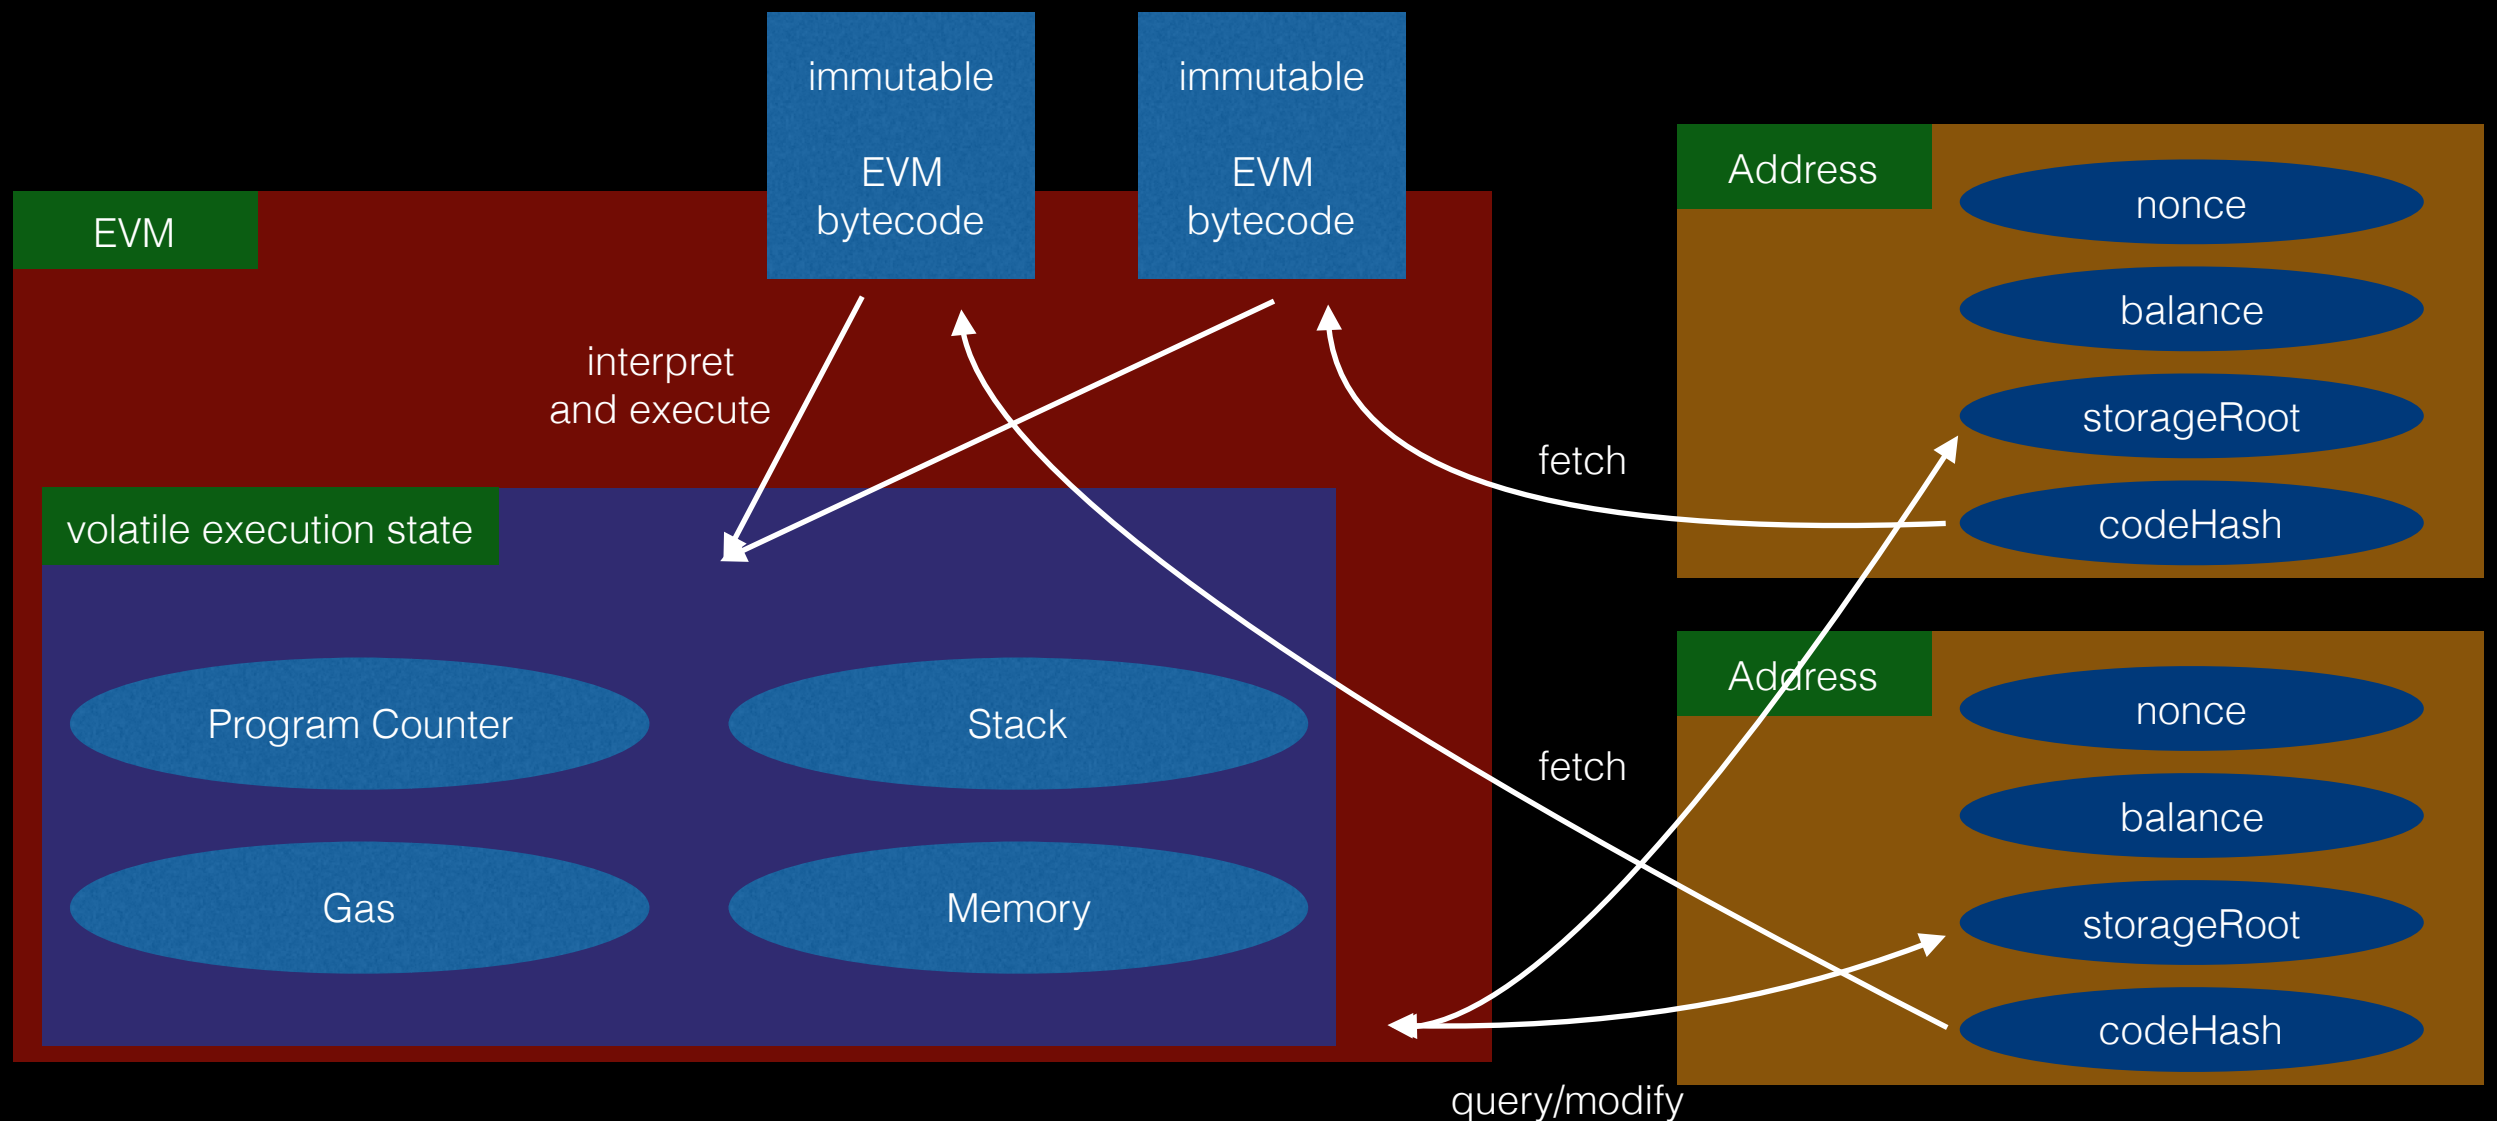 immutable
EVM
bytecode
immutable
EVM
bytecode
EVM
interpret
and execute
volatile execution state
Program Counter
Stack
Gas
Memory
fetch
fetch
query/modify
Address
nonce
balance
storageRoot
codeHash
Address
nonce
balance
storageRoot
codeHash